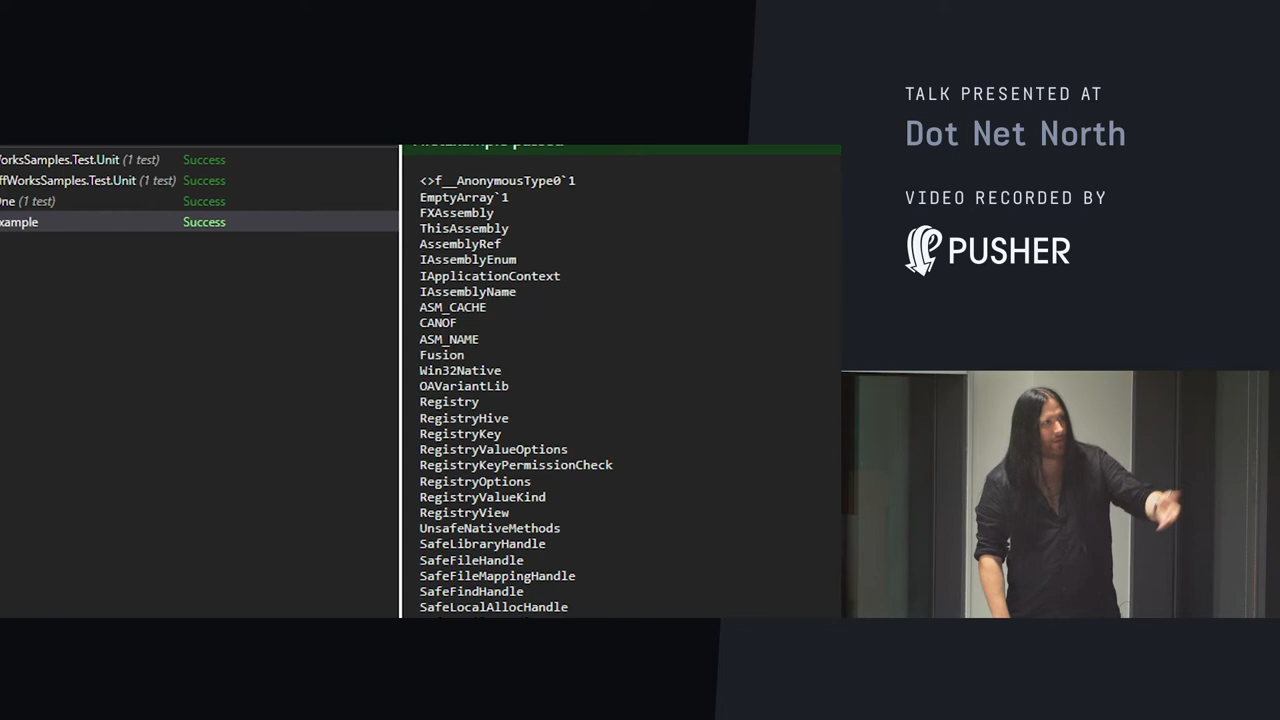 TALK PRESENTED AT
Dot Net North
VIDEO RECORDED BY
PUSHER
orksSamples.Test.Unit (1 test) Success
ffWorksSamples.Test.Unit (1 test) Success
One (1 test) Success
xample Success
<>f__AnonymousType0`1
EmptyArray`1
FXAssembly
ThisAssembly
AssemblyRef
IAssemblyEnum
IApplicationContext
IAssemblyName
ASM_CACHE
CANOF
ASM_NAME
Fusion
Win32Native
OAVariantLib
Registry
RegistryHive
RegistryKey
RegistryValueOptions
RegistryKeyPermissionCheck
RegistryOptions
RegistryValueKind
RegistryView
UnsafeNativeMethods
SafeLibraryHandle
SafeFileHandle
SafeFileMappingHandle
SafeFindHandle
SafeLocalAllocHandle